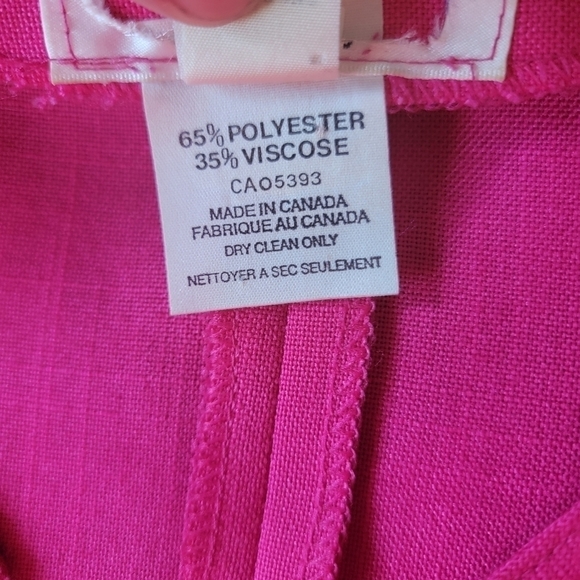 65% POLYESTER
35% VISCOSE
CA05393
MADE IN CANADA
FABRIQUE AU CANADA
DRY CLEAN ONLY
NETTOYER A SEC SEULEMENT